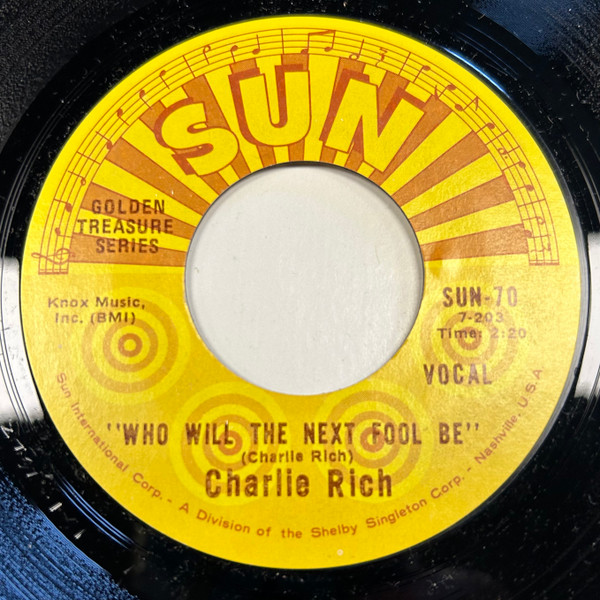 SUN
GOLDEN
TREASURE
SERIES
Knox Music,
Inc. (BMI)
SUN-70
7-203
Time: 2:20
VOCAL
"WHO WILL THE NEXT FOOL BE"
(Charlie Rich)
Charlie Rich
Sun International Corp. - A Division of the Shelby Singleton Corp. - Nashville, U.S.A